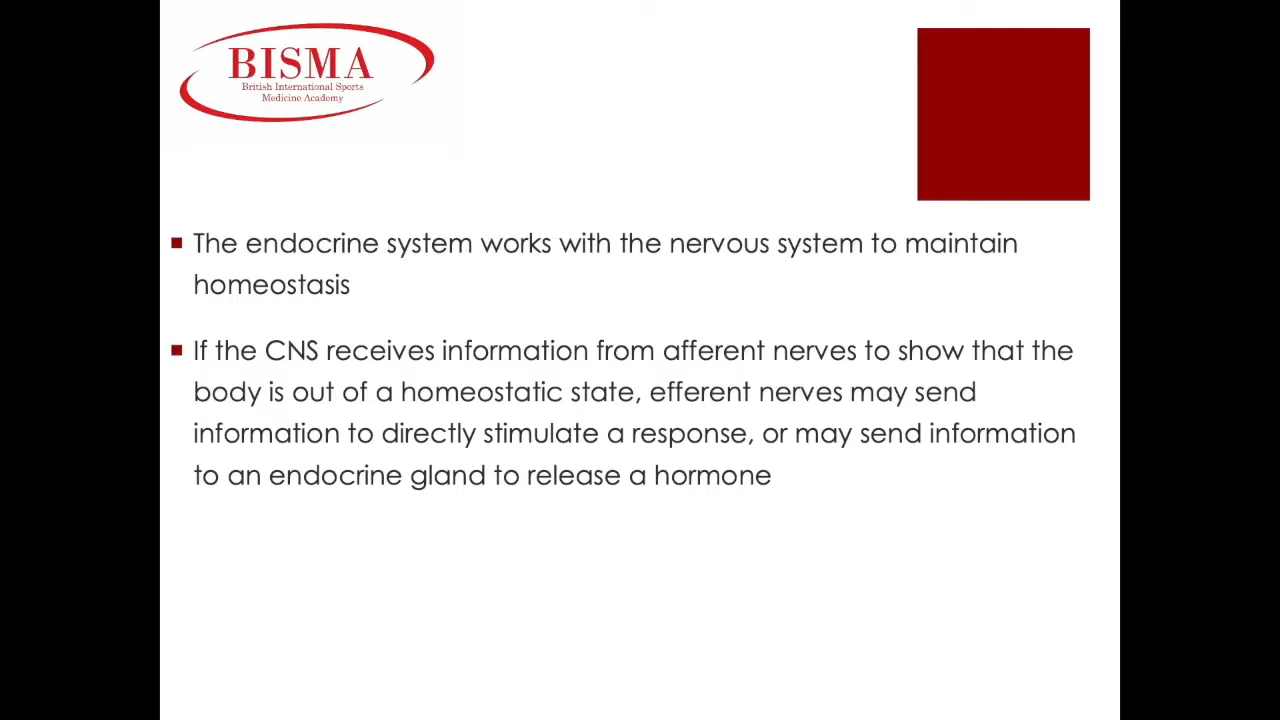 BISMA
British International Sports
Medicine Academy
The endocrine system works with the nervous system to maintain
homeostasis
If the CNS receives information from afferent nerves to show that the
body is out of a homeostatic state, efferent nerves may send
information to directly stimulate a response, or may send information
to an endocrine gland to release a hormone